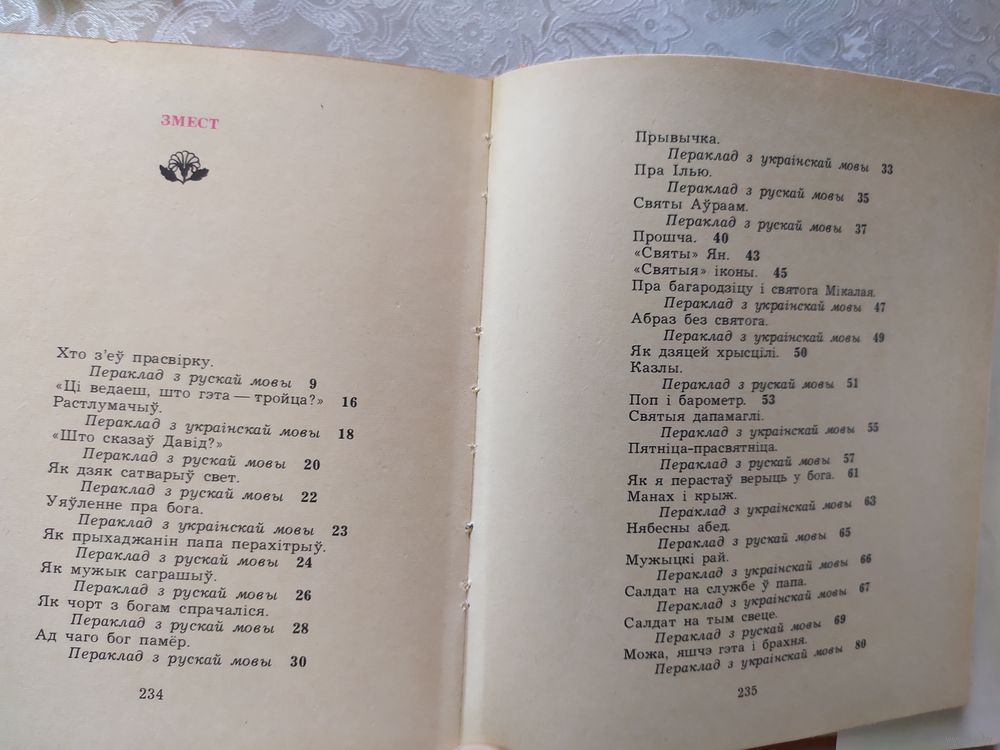 ЗМЕСТ
Хто з’еў прасвірку.
Пераклад з рускай мовы 9
«Ці ведаеш, што гэта — тройца?» 16
Растлумачыў.
Пераклад з украінскай мовы 18
«Што сказаў Давід?»
Пераклад з рускай мовы 20
Як дзяк сатварыў свет.
Пераклад з рускай мовы 22
Уяўленне пра бога.
Пераклад з украінскай мовы 23
Як прыхаджанін папа перахітрыў.
Пераклад з рускай мовы 24
Як мужык саграшыў.
Пераклад з рускай мовы 26
Як чорт з богам спрачаліся.
Пераклад з рускай мовы 28
Ад чаго бог памёр.
Пераклад з рускай мовы 30
234
Прывычка.
Пераклад з украінскай мовы 33
Пра Ілью.
Пераклад з рускай мовы 35
Святы Аўраам.
Пераклад з рускай мовы 37
Прошча. 40
«Святы» Ян. 43
«Святыя» іконы. 45
Пра багародзіцу і святога Мікалая.
Пераклад з украінскай мовы 47
Абраз без святога.
Пераклад з украінскай мовы 49
Як дзяцей хрысцілі. 50
Казлы.
Пераклад з рускай мовы 51
Поп і барометр. 53
Святыя дапамаглі.
Пераклад з украінскай мовы 55
Пятніца-прасвятніца.
Пераклад з рускай мовы 57
Як я перастаў верыць у бога. 61
Манах і крыж.
Пераклад з украінскай мовы 63
Нябесны абед.
Пераклад з рускай мовы 65
Мужыцкі рай.
Пераклад з украінскай мовы 66
Салдат на службе ў папа.
Пераклад з украінскай мовы 67
Салдат на тым свеце.
Пераклад з рускай мовы 69
Можа, яшчэ гэта і брахня.
Пераклад з украінскай мовы 80
235